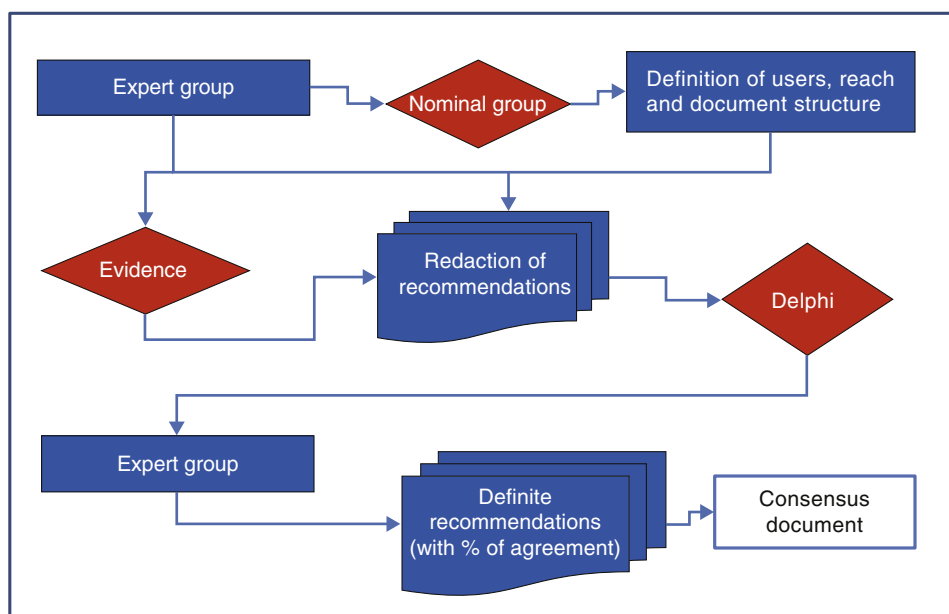 Expert group
Nominal group
Definition of users, reach
and document structure
Evidence
Redaction of
recommendations
Delphi
Expert group
Definite
recommendations
(with % of agreement)
Consensus
document